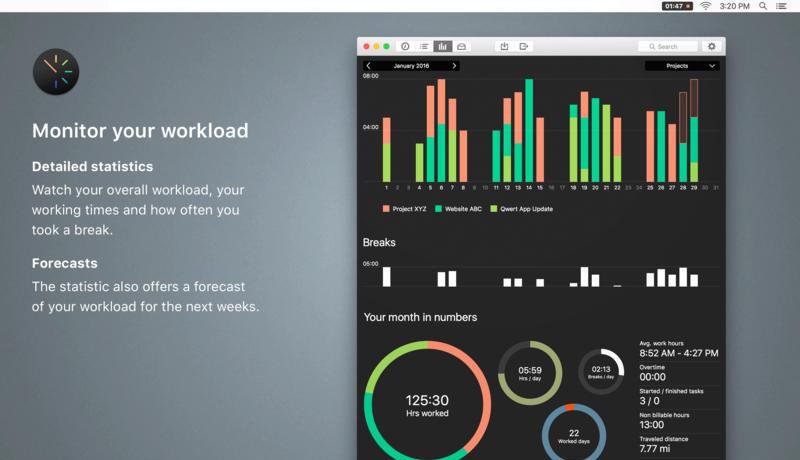 01:47
3:20 PM
Monitor your workload
Detailed statistics
Watch your overall workload, your
working times and how often you
took a break.
Forecasts
The statistic also offers a forecast
of your workload for the next weeks.
Search
January 2016
Projects
08:00
04:00
1 2 3 4 5 6 7 8 9 10 11 12 13 14 15 16 17 18 19 20 21 22 23 24 25 26 27 28 29 30 31
Project XYZ Website ABC Qwert App Update
Breaks
05:00
Your month in numbers
125:30
Hrs worked
05:59
Hrs / day
02:13
Breaks / day
22
Worked days
Avg. work hours
8:52 AM - 4:27 PM
Overtime
00:00
Started / finished tasks
3 / 0
Non billable hours
13:00
Traveled distance
7.77 mi